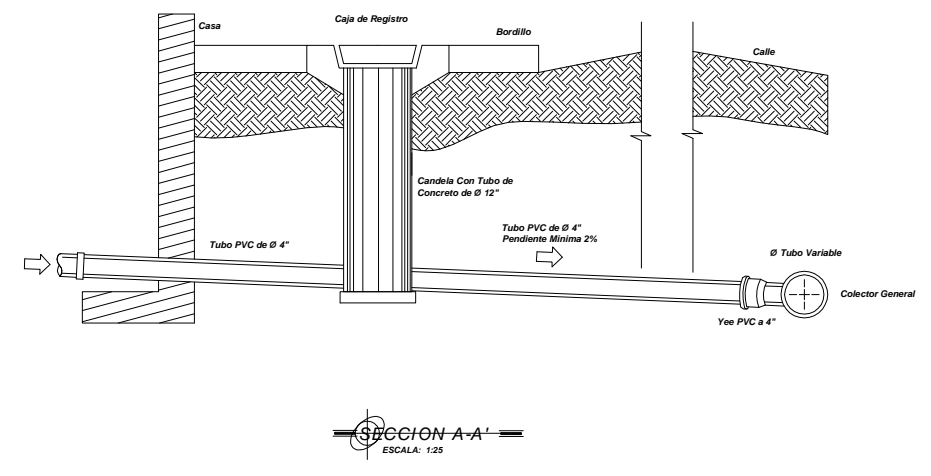 Caja de Registro
Casa
Bordillo
Calle
Candela Con Tubo de
Concreto de Ø 12"
Tubo PVC de Ø 4"
Tubo PVC de Ø 4"
Pendiente Minima 2%
Ø Tubo Variable
Colector General
Yee PVC a 4"
SECCION A-A'
ESCALA: 1:25